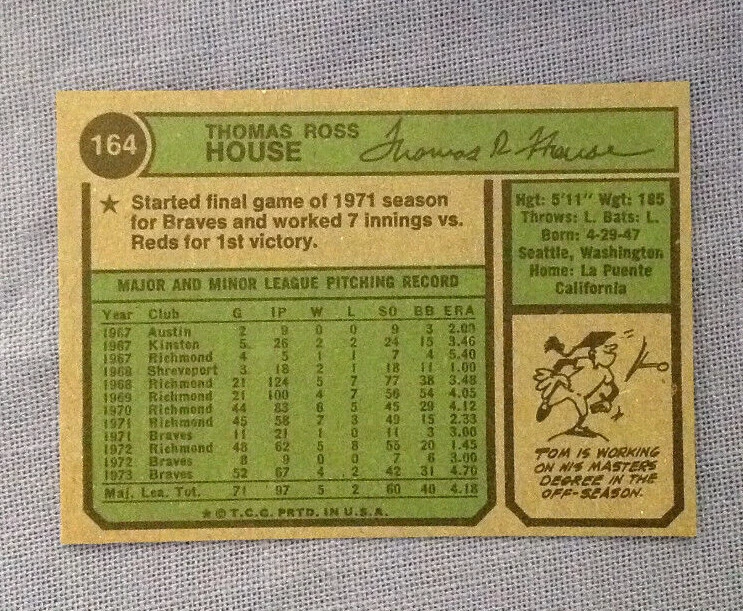 164
THOMAS ROSS
HOUSE
Thomas R House
★ Started final game of 1971 season
for Braves and worked 7 innings vs.
Reds for 1st victory.
MAJOR AND MINOR LEAGUE PITCHING RECORD
Year Club G IP W L SO BB ERA
1967 Austin 2 9 0 0 9 3 2.00
1967 Kinston 5 26 2 2 24 15 3.46
1967 Richmond 4 5 1 1 7 4 5.40
1968 Shreveport 3 18 2 1 18 11 1.00
1968 Richmond 21 124 5 7 77 38 3.48
1969 Richmond 21 100 4 7 56 54 4.05
1970 Richmond 44 83 6 5 45 29 4.12
1971 Richmond 45 58 7 3 49 15 2.33
1971 Braves 11 21 1 0 11 3 3.00
1972 Richmond 48 62 5 8 55 20 1.45
1972 Braves 8 9 0 0 7 6 3.00
1973 Braves 52 67 4 2 42 31 4.70
Maj. Lea. Tot. 71 97 5 2 60 40 4.18
★ © T.C.G. PRTD. IN U.S.A.
Hgt: 5'11" Wgt: 185
Throws: L. Bats: L.
Born: 4-29-47
Seattle, Washington
Home: La Puente
California
TOM IS WORKING
ON HIS MASTERS
DEGREE IN THE
OFF-SEASON.